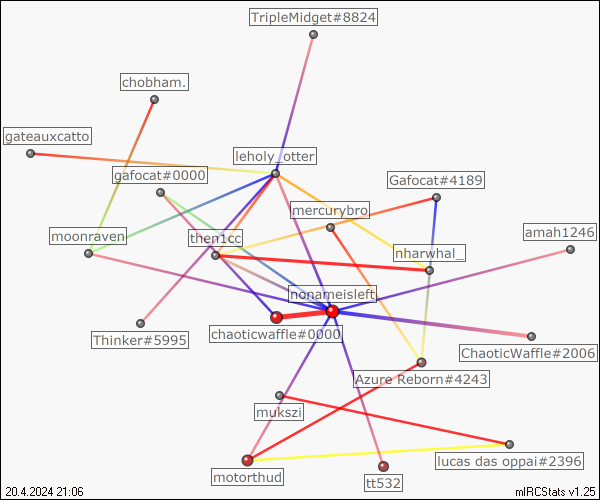 TripleMidget#8824
chobham.
gateauxcatto
leholy_otter
gafocat#0000
Gafocat#4189
mercurybro
moonraven
then1cc
amah1246
nharwhal_
nonameisleft
chaoticwaffle#0000
Thinker#5995
ChaoticWaffle#2006
Azure Reborn#4243
mukszi
lucas das oppai#2396
motorthud
tt532
20.4.2024 21:06
mIRCStats v1.25